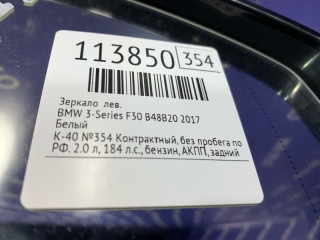 113850 354
Зеркало лев.
BMW 3-Series F30 B48B20 2017
Белый
К-40 №354 Контрактный, без пробега по
РФ. 2.0 л, 184 л.с., бензин, АКПП, задний